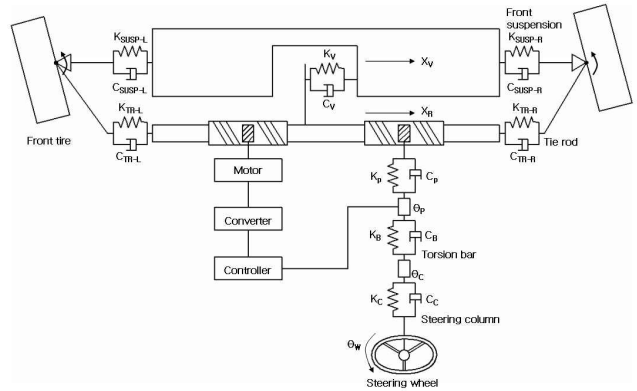 Front suspension
K_SUSP-L
K_V
X_V
K_SUSP-R
C_SUSP-L
C_SUSP-R
C_V
K_TR-L
X_R
K_TR-R
Front tire
C_TR-L
C_TR-R
Tie rod
Motor
K_p
C_p
Θ_P
Converter
K_B
C_B
Torsion bar
Controller
Θ_C
K_C
C_C
Steering column
Θ_W
Steering wheel